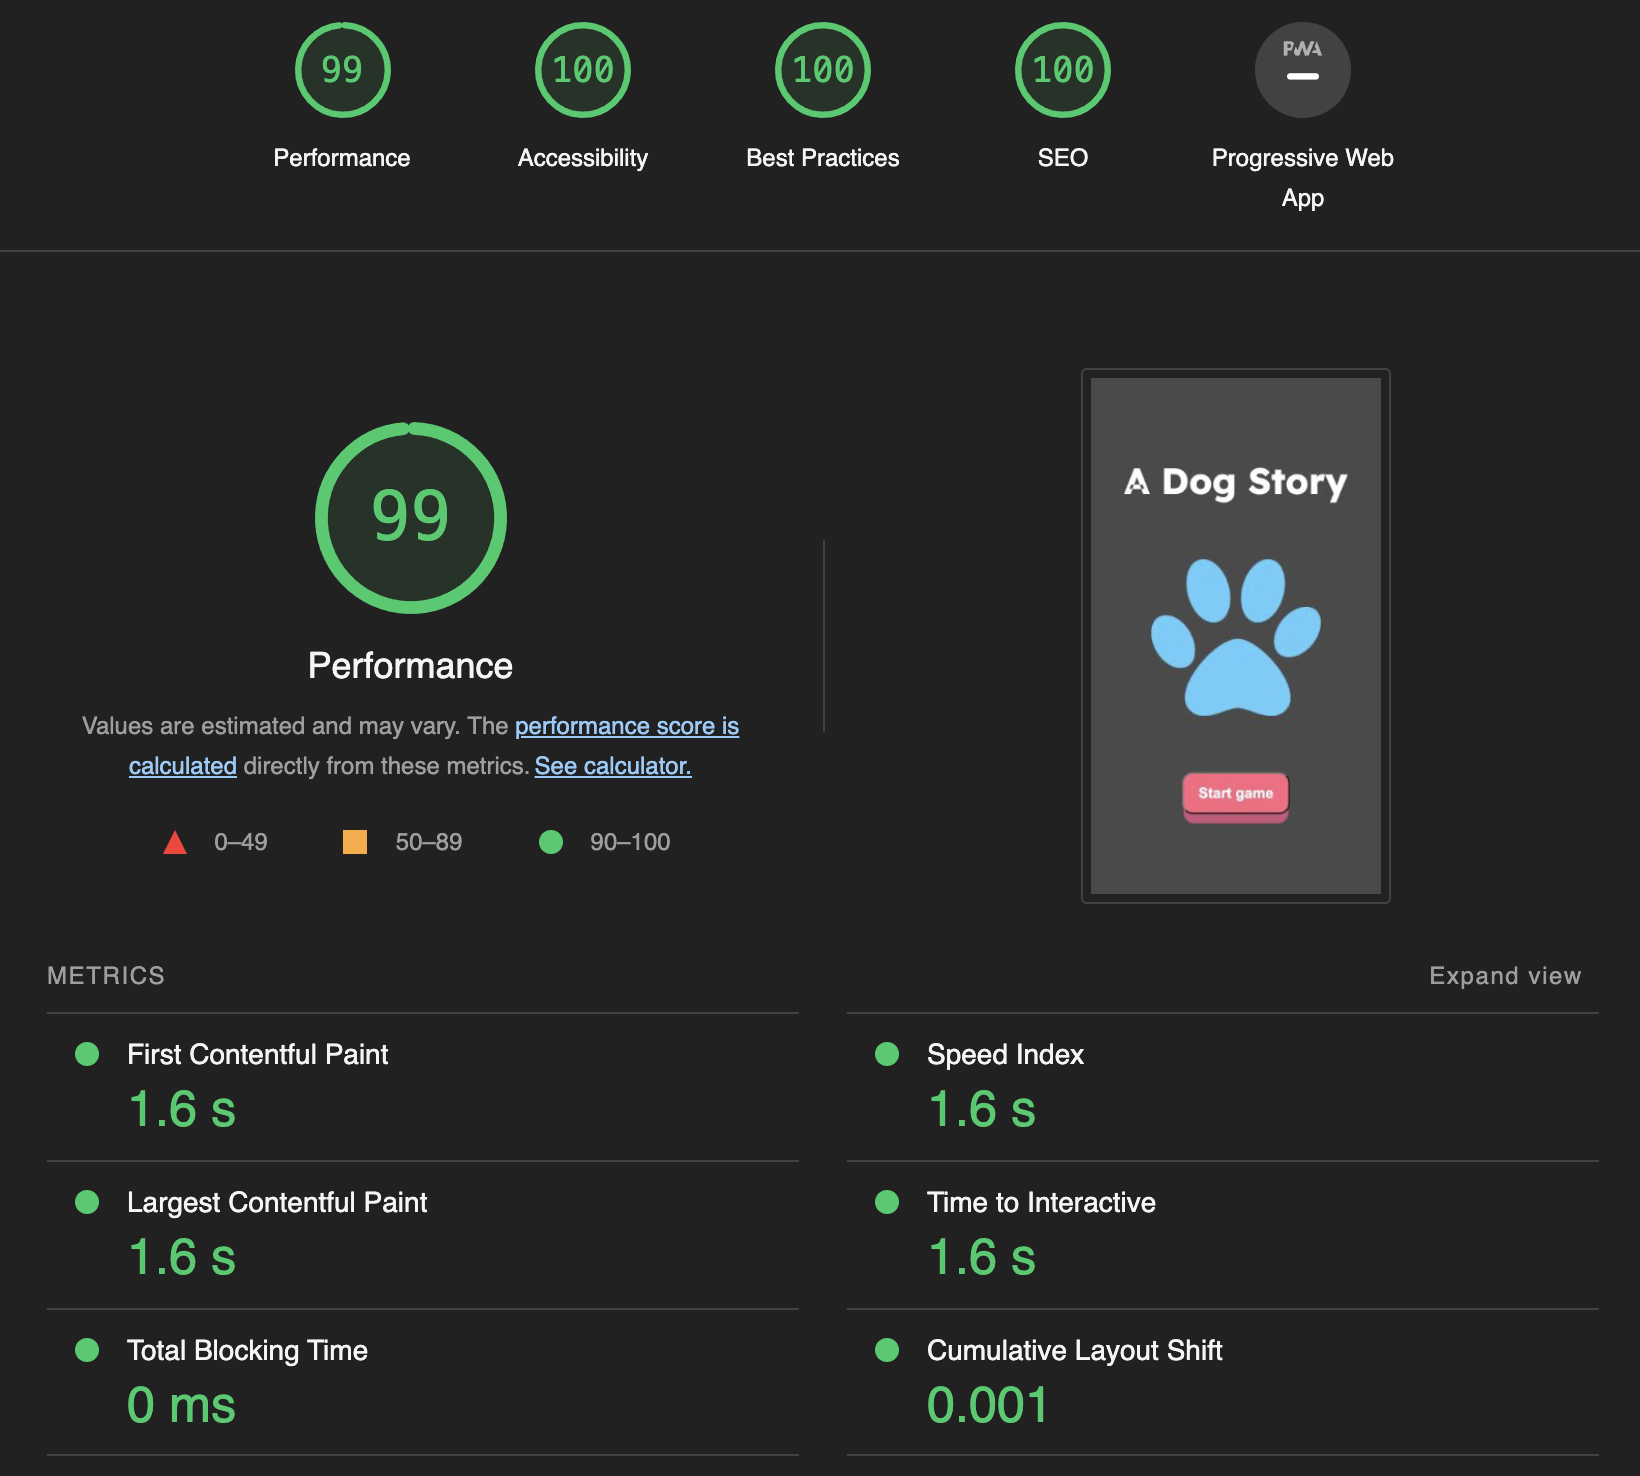 99
100
100
100
PWA
Performance
Accessibility
Best Practices
SEO
Progressive Web
App
99
Performance
Values are estimated and may vary. The performance score is
calculated directly from these metrics. See calculator.
0–49
50–89
90–100
A Dog Story
Start game
METRICS
Expand view
First Contentful Paint
1.6 s
Speed Index
1.6 s
Largest Contentful Paint
1.6 s
Time to Interactive
1.6 s
Total Blocking Time
0 ms
Cumulative Layout Shift
0.001